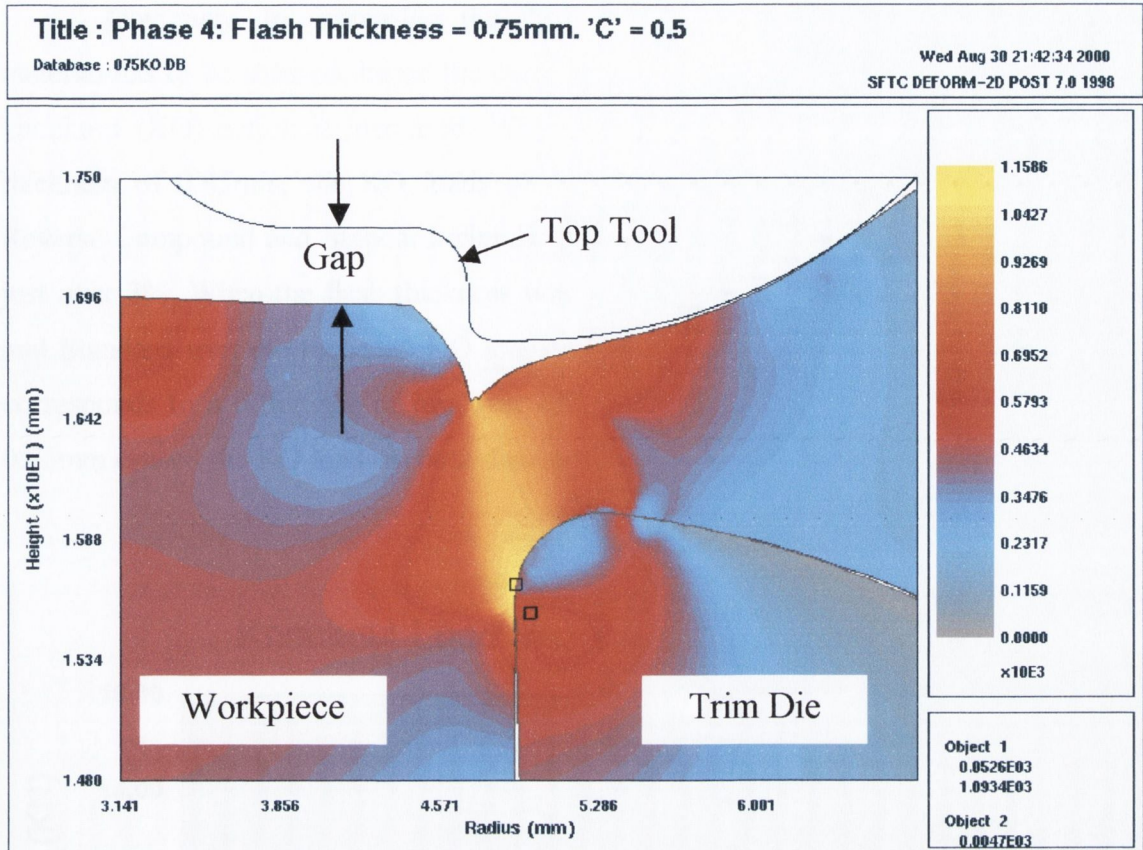 Title : Phase 4: Flash Thickness = 0.75mm. 'C' = 0.5
Database : 075KO.DB
Wed Aug 30 21:42:34 2000
SFTC DEFORM-2D POST 7.0 1998
1.750
1.696
1.642
1.588
1.534
1.480
Height (x10E1) (mm)
3.141
3.856
4.571
5.286
6.001
Radius (mm)
Gap
Top Tool
Workpiece
Trim Die
1.1586
1.0427
0.9269
0.8110
0.6952
0.5793
0.4634
0.3476
0.2317
0.1159
0.0000
x10E3
Object 1
0.0526E03
1.0934E03
Object 2
0.0047E03